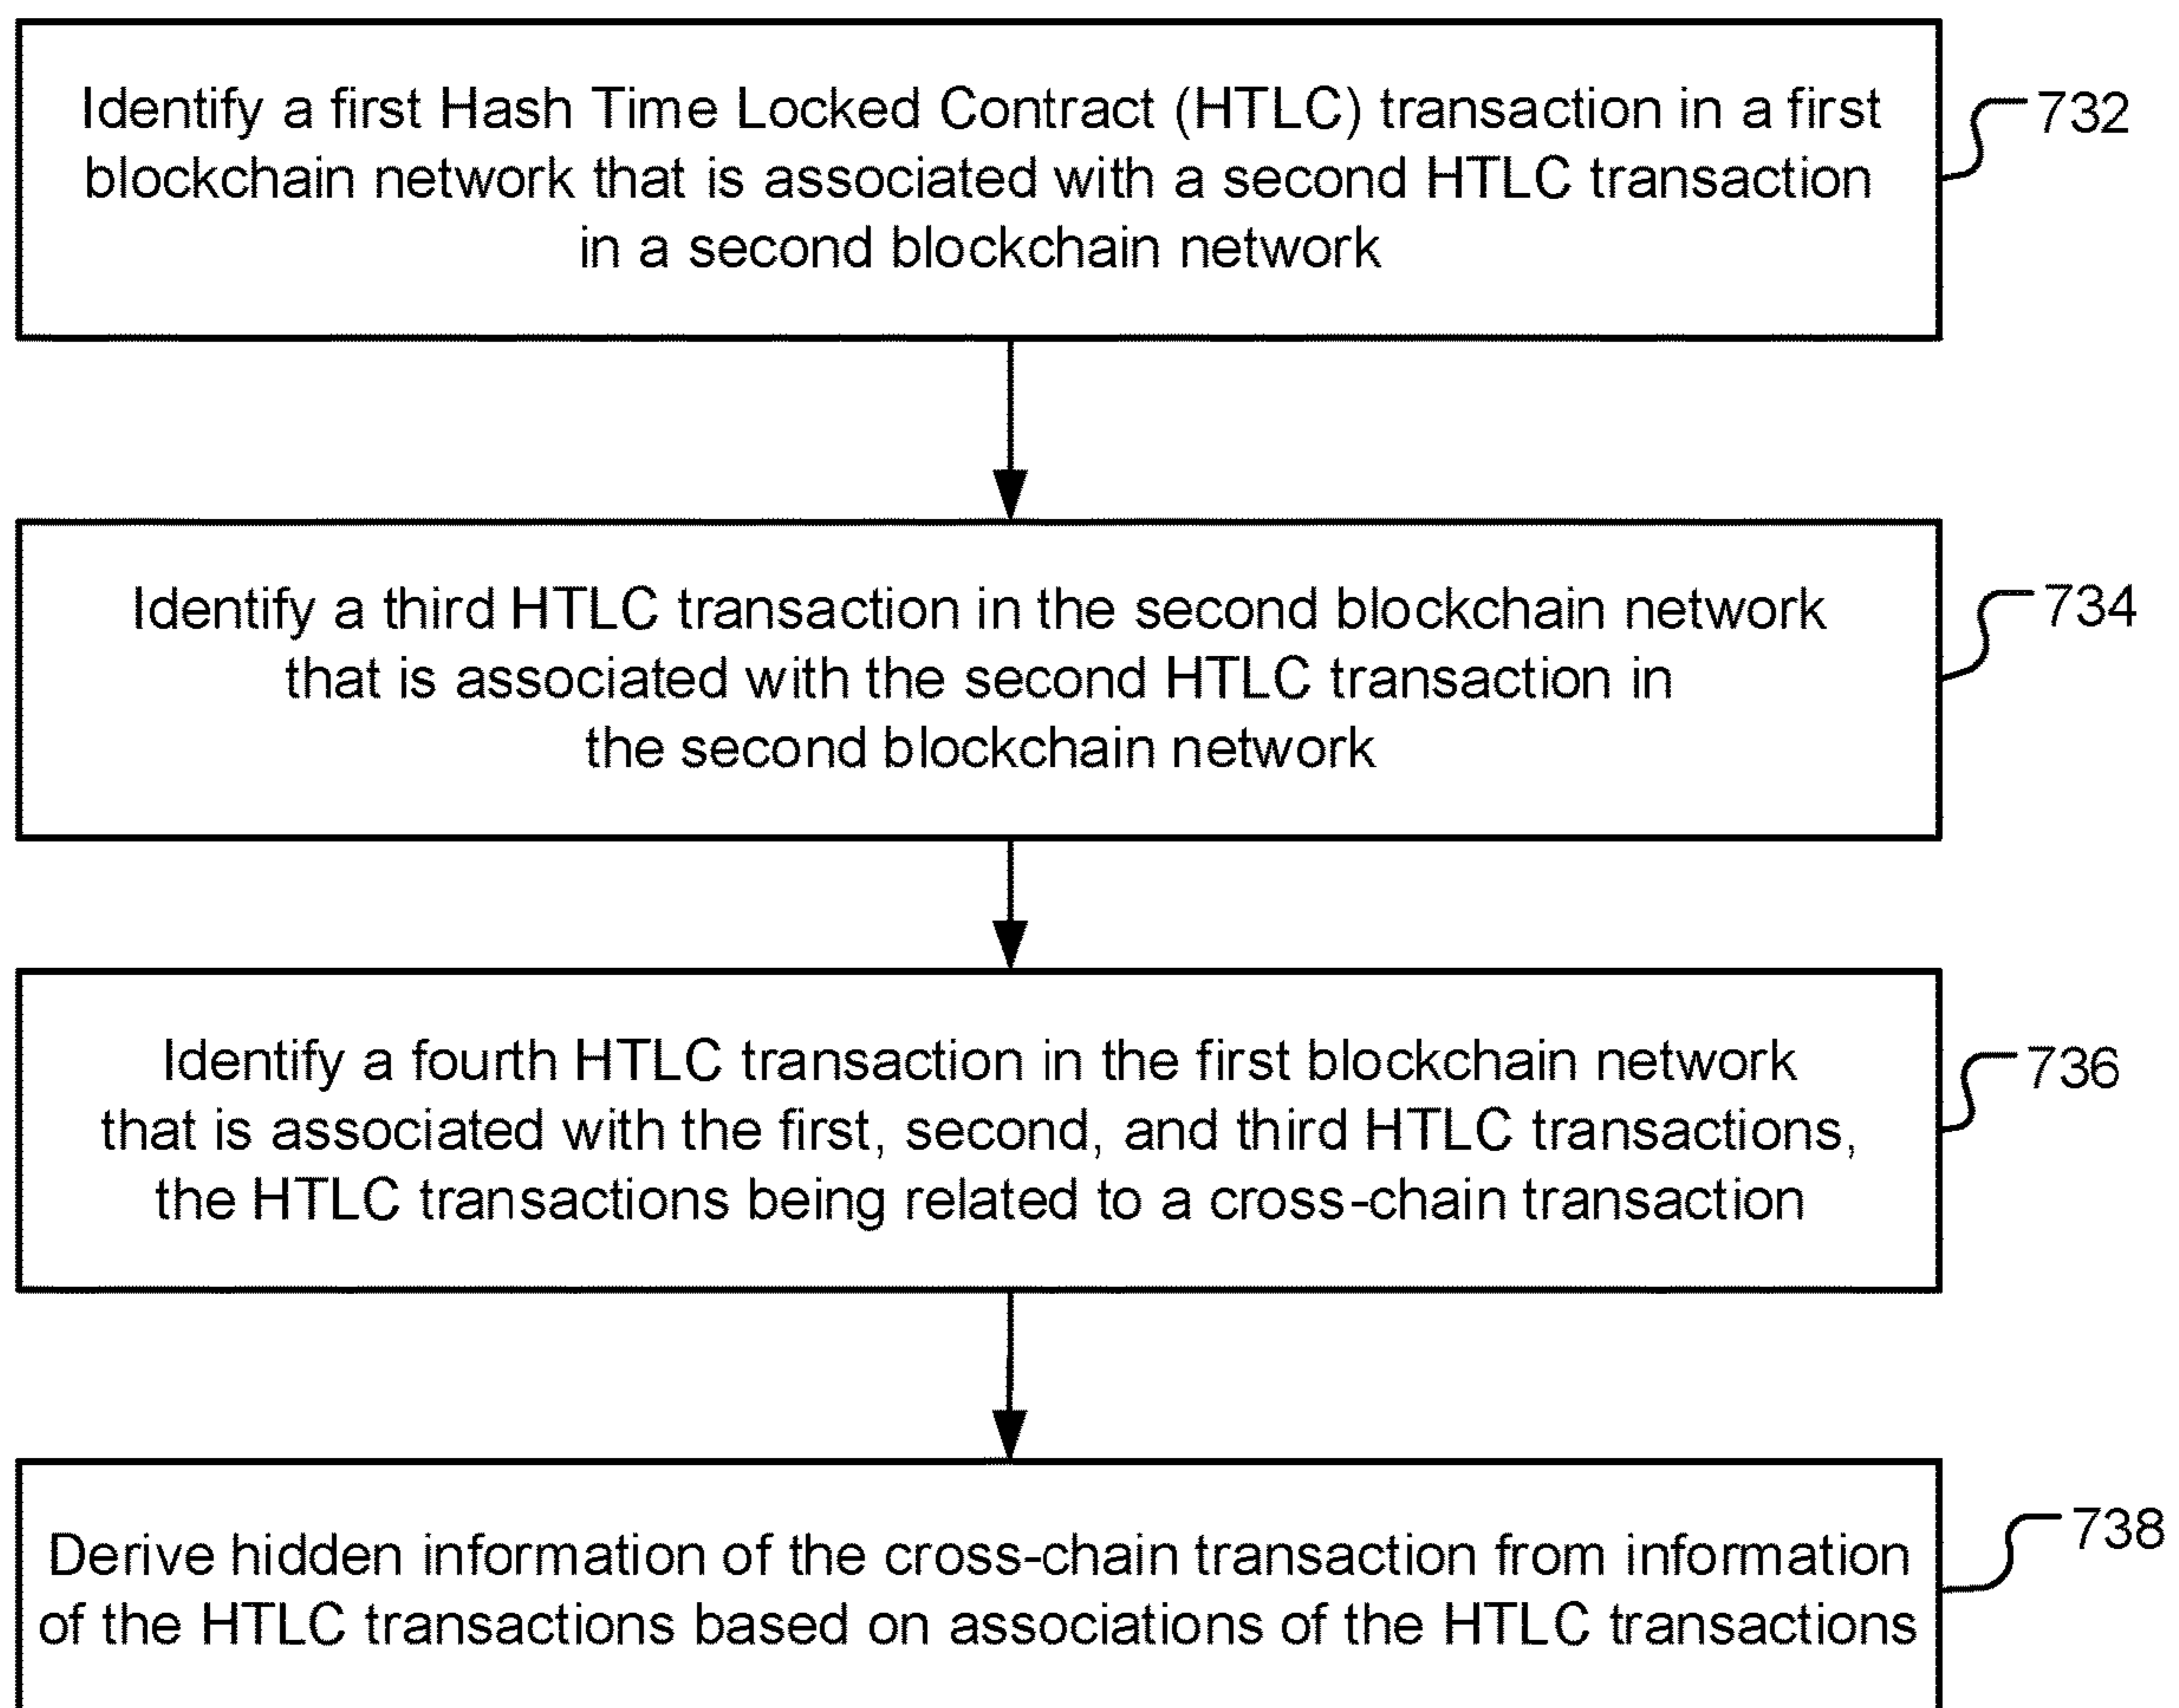 Identify a first Hash Time Locked Contract (HTLC) transaction in a first
blockchain network that is associated with a second HTLC transaction
in a second blockchain network
732
Identify a third HTLC transaction in the second blockchain network
that is associated with the second HTLC transaction in
the second blockchain network
734
Identify a fourth HTLC transaction in the first blockchain network
that is associated with the first, second, and third HTLC transactions,
the HTLC transactions being related to a cross-chain transaction
736
Derive hidden information of the cross-chain transaction from information
of the HTLC transactions based on associations of the HTLC transactions
738